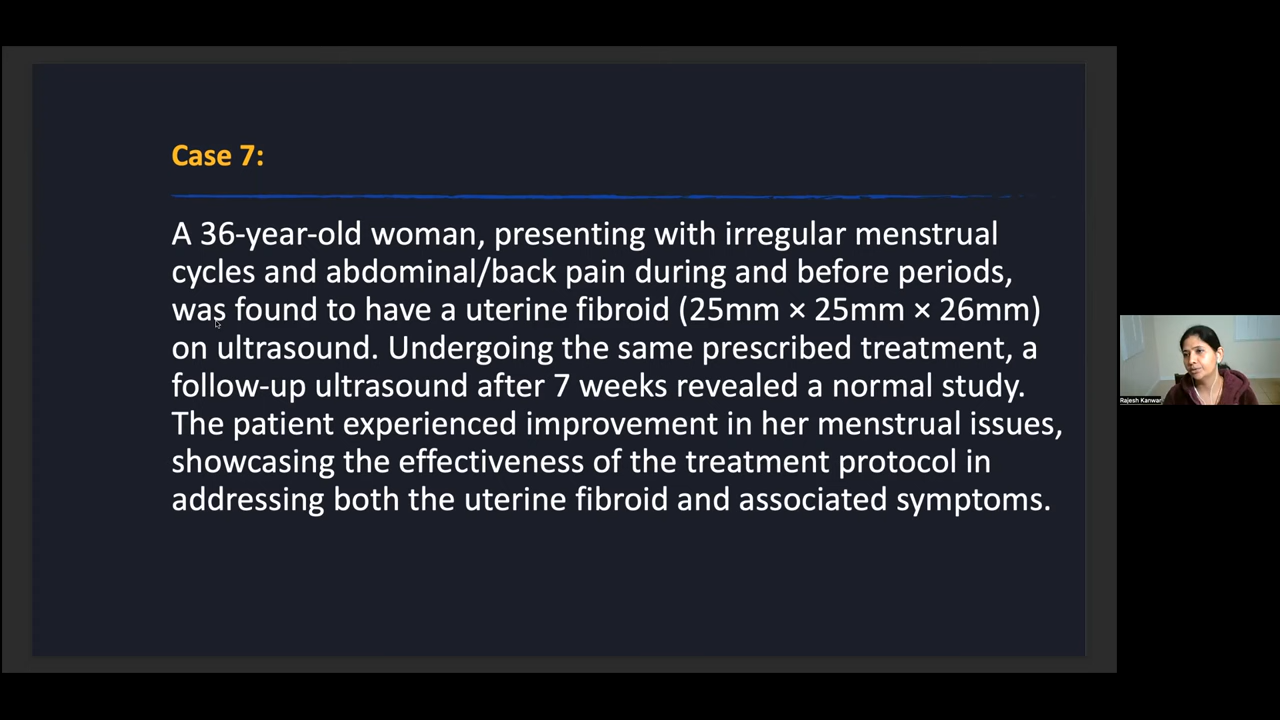 Case 7:
A 36-year-old woman, presenting with irregular menstrual
cycles and abdominal/back pain during and before periods,
was found to have a uterine fibroid (25mm × 25mm × 26mm)
on ultrasound. Undergoing the same prescribed treatment, a
follow-up ultrasound after 7 weeks revealed a normal study.
The patient experienced improvement in her menstrual issues,
showcasing the effectiveness of the treatment protocol in
addressing both the uterine fibroid and associated symptoms.
Rajesh Kanwar